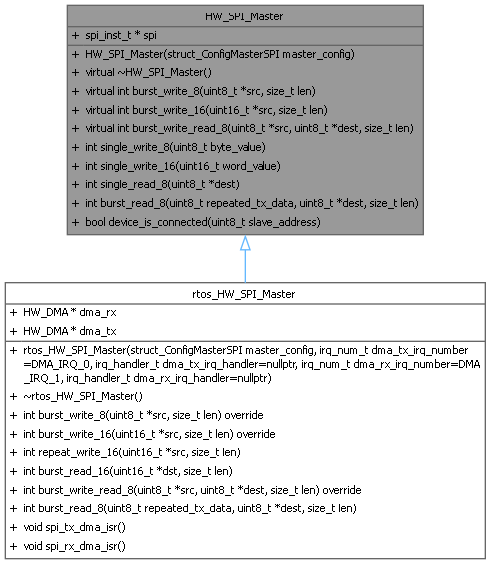 HW_SPI_Master
+ spi_inst_t * spi
+ HW_SPI_Master(struct_ConfigMasterSPI master_config)
+ virtual ~HW_SPI_Master()
+ virtual int burst_write_8(uint8_t *src, size_t len)
+ virtual int burst_write_16(uint16_t *src, size_t len)
+ virtual int burst_write_read_8(uint8_t *src, uint8_t *dest, size_t len)
+ int single_write_8(uint8_t byte_value)
+ int single_write_16(uint16_t word_value)
+ int single_read_8(uint8_t *dest)
+ int burst_read_8(uint8_t repeated_tx_data, uint8_t *dest, size_t len)
+ bool device_is_connected(uint8_t slave_address)
rtos_HW_SPI_Master
+ HW_DMA * dma_rx
+ HW_DMA * dma_tx
+ rtos_HW_SPI_Master(struct_ConfigMasterSPI master_config, irq_num_t dma_tx_irq_number
=DMA_IRQ_0, irq_handler_t dma_tx_irq_handler=nullptr, irq_num_t dma_rx_irq_number=DMA
_IRQ_1, irq_handler_t dma_rx_irq_handler=nullptr)
+ ~rtos_HW_SPI_Master()
+ int burst_write_8(uint8_t *src, size_t len) override
+ int burst_write_16(uint16_t *src, size_t len) override
+ int repeat_write_16(uint16_t *src, size_t len)
+ int burst_read_16(uint16_t *dst, size_t len)
+ int burst_write_read_8(uint8_t *src, uint8_t *dest, size_t len) override
+ int burst_read_8(uint8_t repeated_tx_data, uint8_t *dest, size_t len)
+ void spi_tx_dma_isr()
+ void spi_rx_dma_isr()